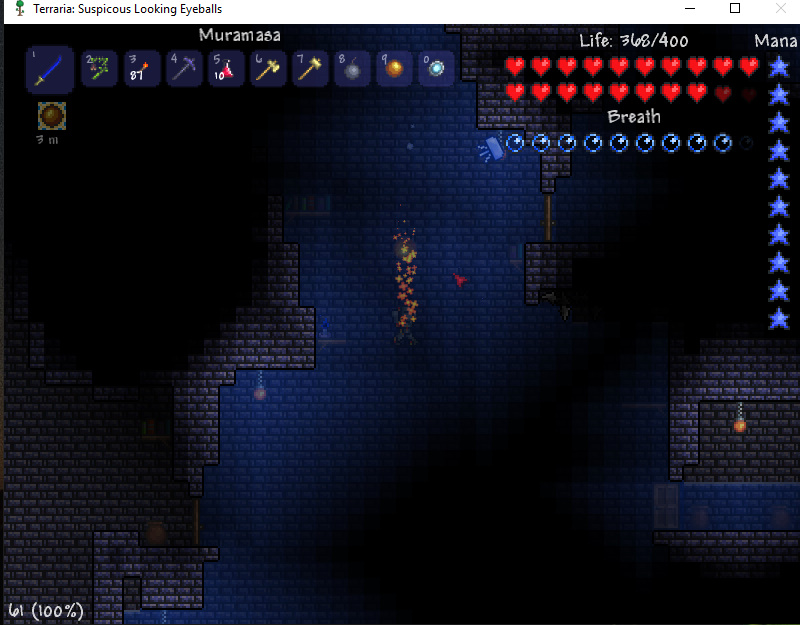 Terraria: Suspicous Looking Eyeballs
Muramasa
1
2
3
87
4
5
10
6
7
8
9
0
Life: 368/400
Mana
Breath
3 m
61 (100%)